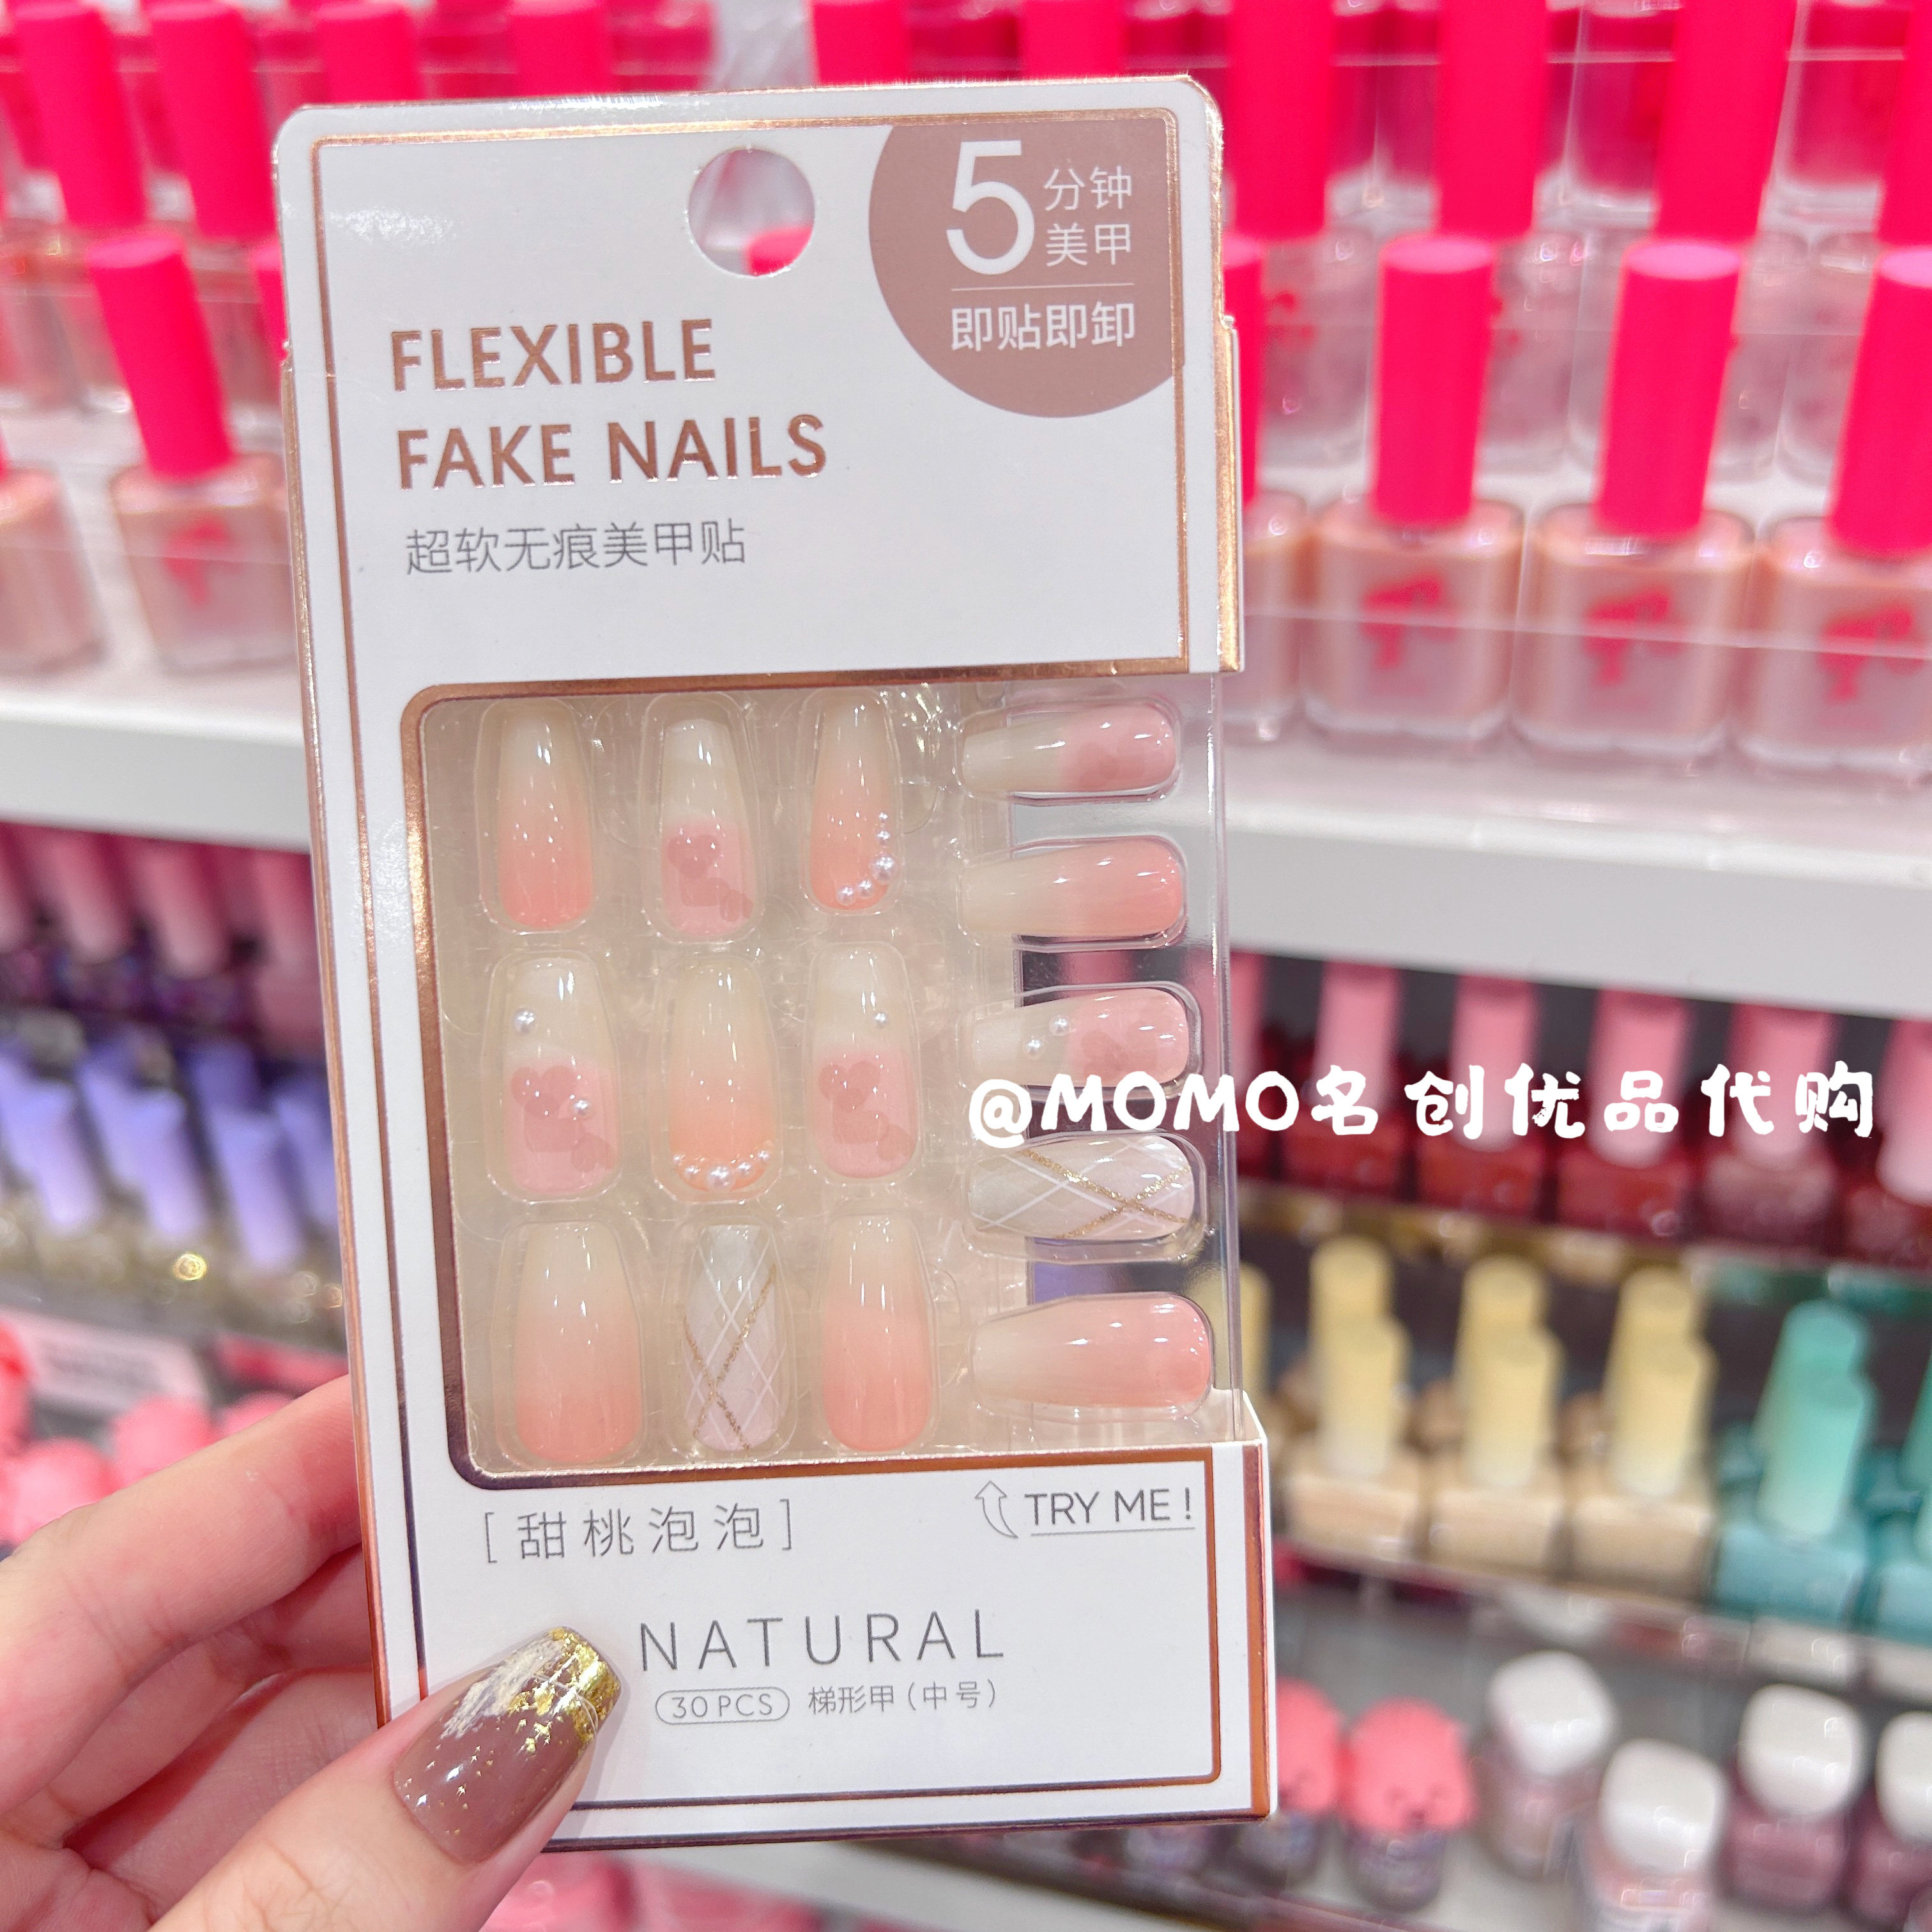 5分钟
美甲
即贴即卸
FLEXIBLE
FAKE NAILS
超软无痕美甲贴
@MOMO名创优品代购
[甜桃泡泡]
TRY ME!
NATURAL
30PCS 梯形甲(中号)